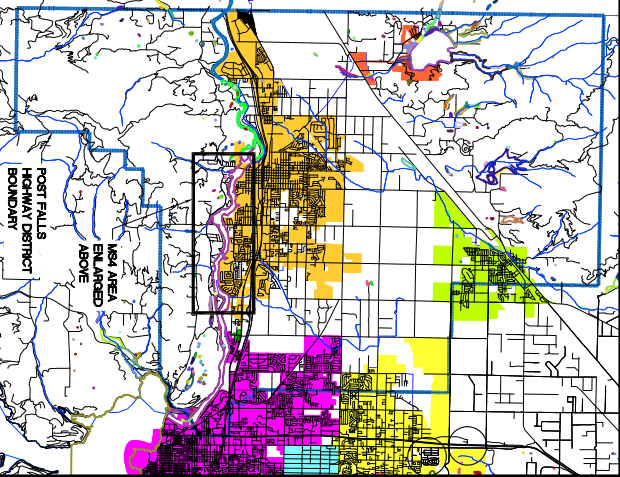 POST FALLS
HIGHWAY DISTRICT
BOUNDARY
MS4 AREA
ENLARGED
ABOVE